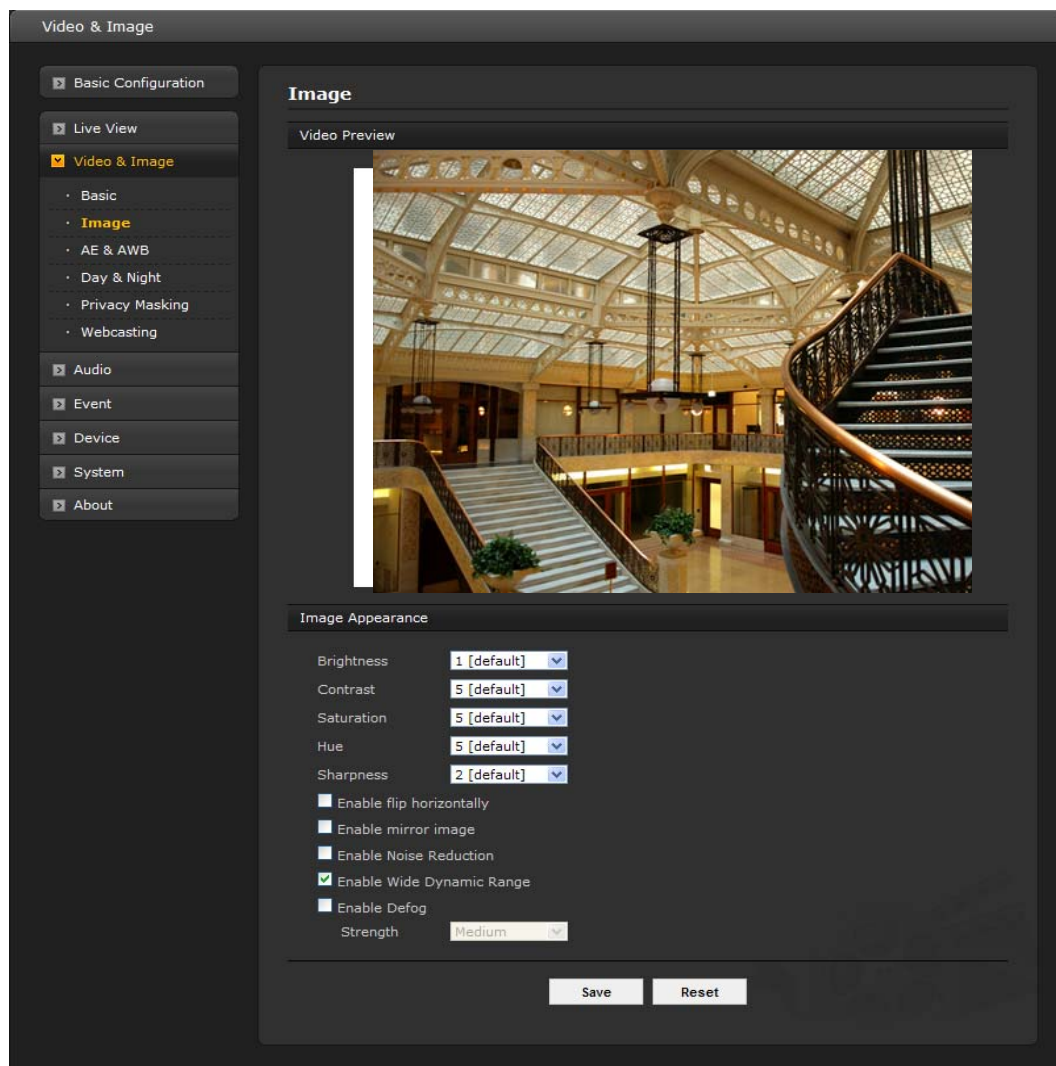 Video & Image
Basic Configuration
Live View
Video & Image
· Basic
· Image
· AE & AWB
· Day & Night
· Privacy Masking
· Webcasting
Audio
Event
Device
System
About
Image
Video Preview
Image Appearance
Brightness 1 [default]
Contrast 5 [default]
Saturation 5 [default]
Hue 5 [default]
Sharpness 2 [default]
Enable flip horizontally
Enable mirror image
Enable Noise Reduction
Enable Wide Dynamic Range
Enable Defog
Strength Medium
Save Reset